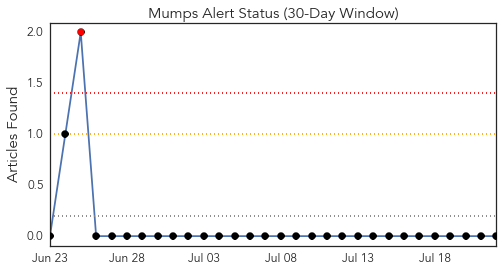 Mumps Alert Status (30-Day Window)
Articles Found
2.0
1.5
1.0
0.5
0.0
Jun 23 Jun 28 Jul 03 Jul 08 Jul 13 Jul 18